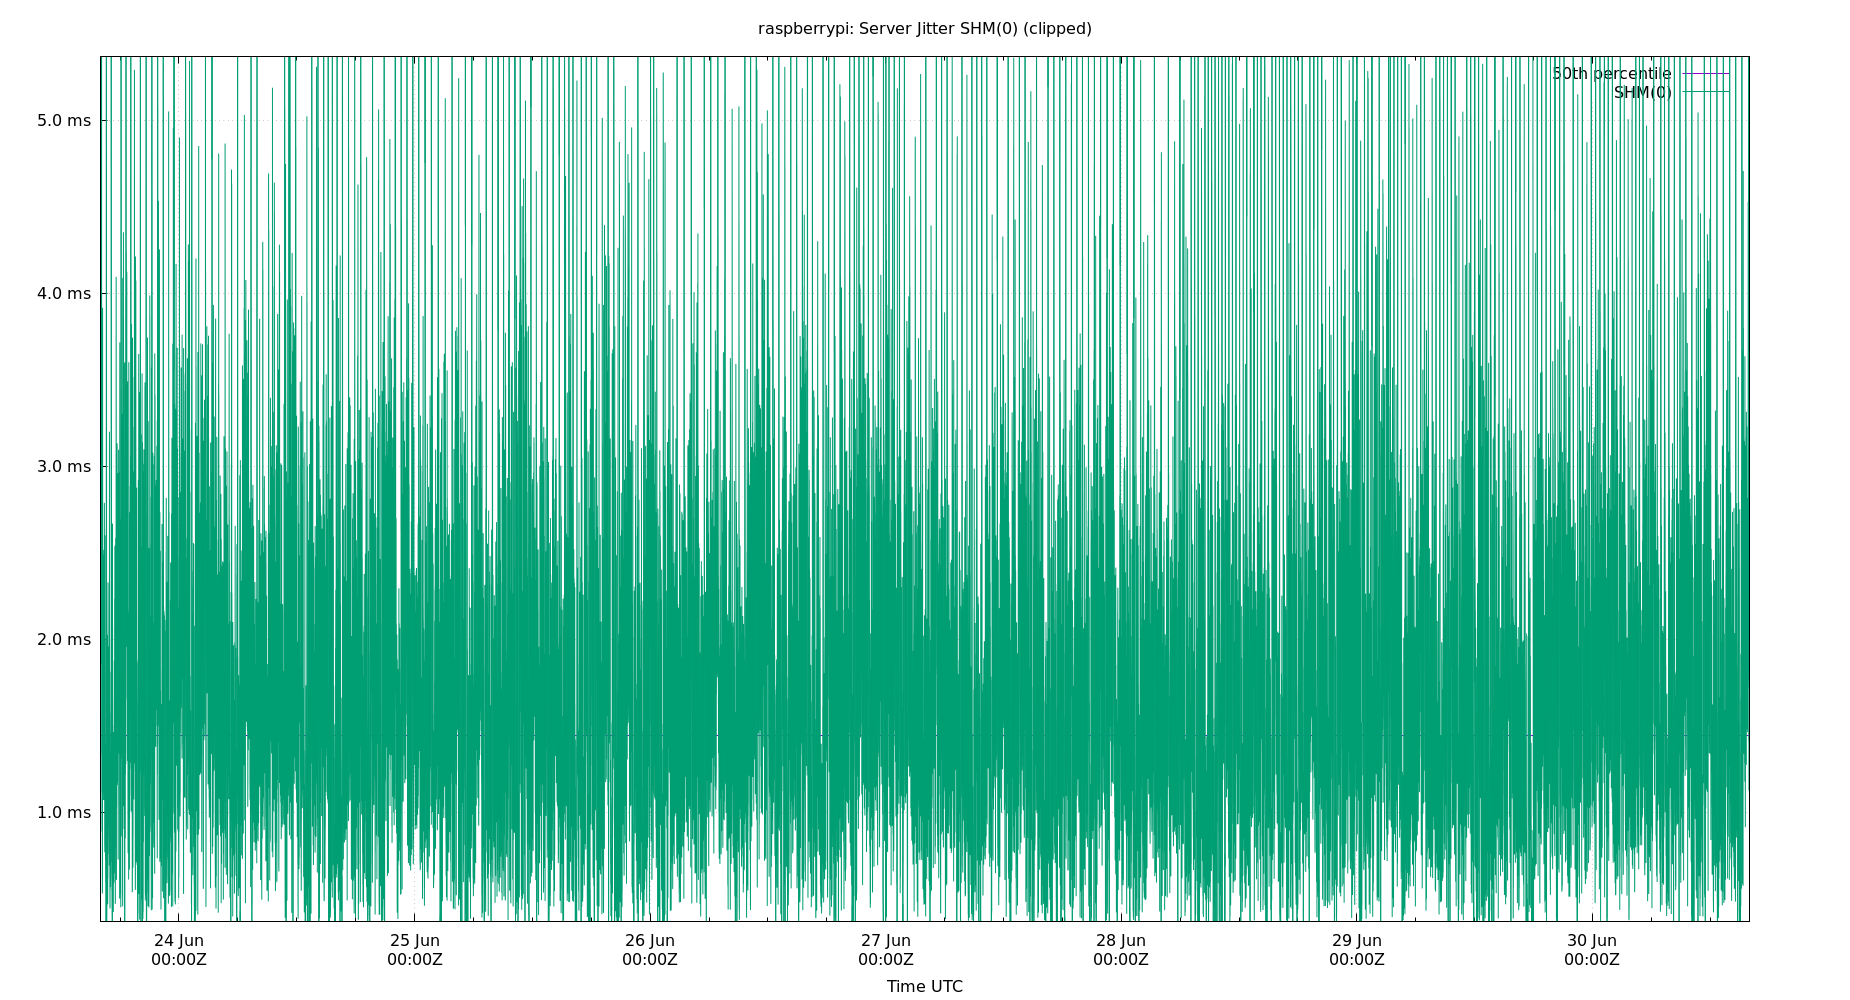 raspberrypi: Server Jitter SHM(0) (clipped)
50th percentile
SHM(0)
5.0 ms
4.0 ms
3.0 ms
2.0 ms
1.0 ms
24 Jun 25 Jun 26 Jun 27 Jun 28 Jun 29 Jun 30 Jun
00:00Z 00:00Z 00:00Z 00:00Z 00:00Z 00:00Z 00:00Z
Time UTC